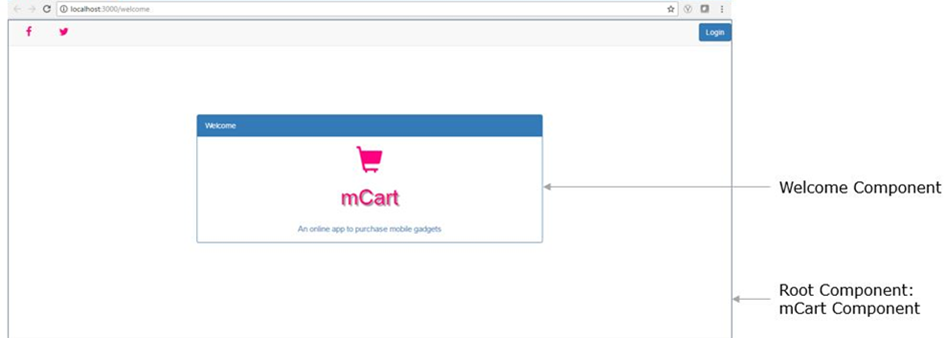 localhost:3000/welcome
Login
Welcome
mCart
An online app to purchase mobile gadgets
Welcome Component
Root Component:
mCart Component